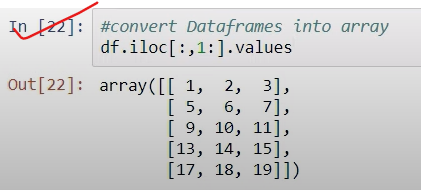 In [22]: #convert Dataframes into array
df.iloc[:,1:].values
Out[22]: array([[ 1,  2,  3],
[ 5,  6,  7],
[ 9, 10, 11],
[13, 14, 15],
[17, 18, 19]])